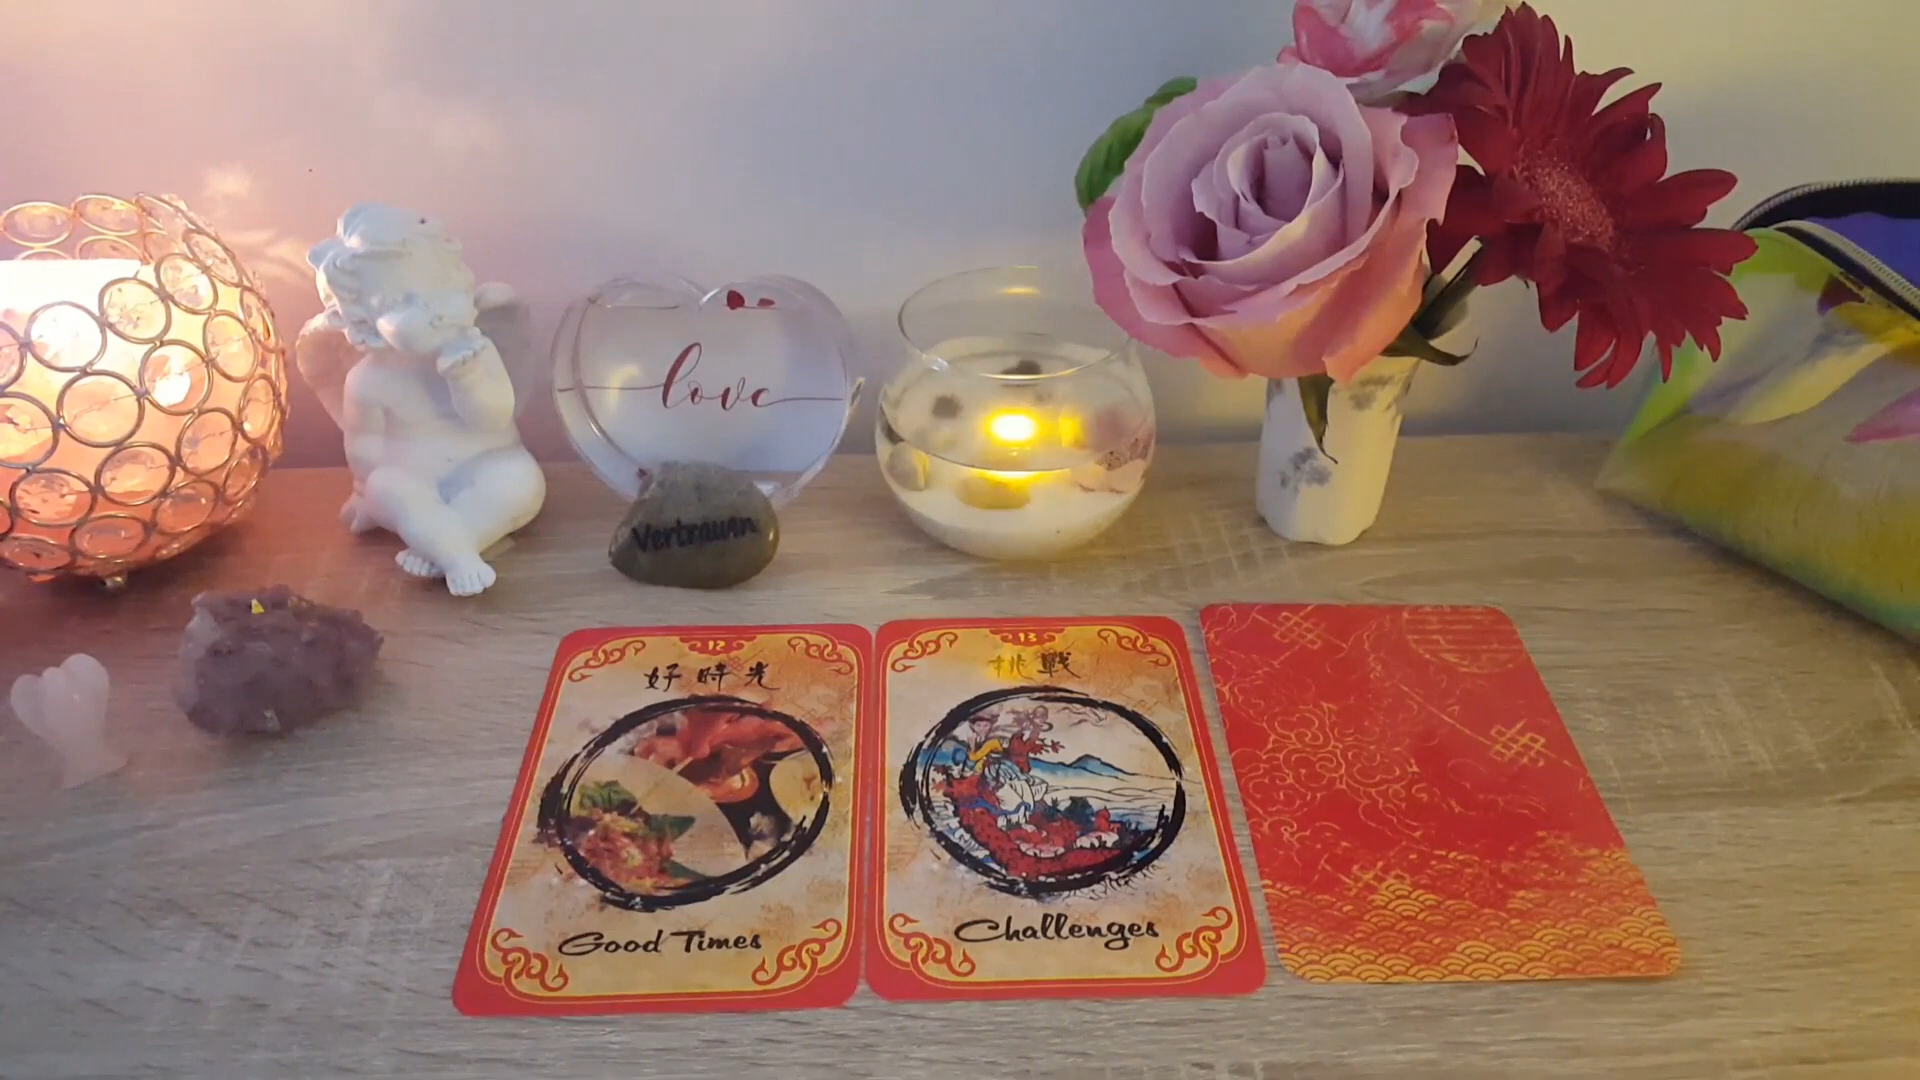 love
Vertrauen
12
好時光
Good Times
13
挑戰
Challenges